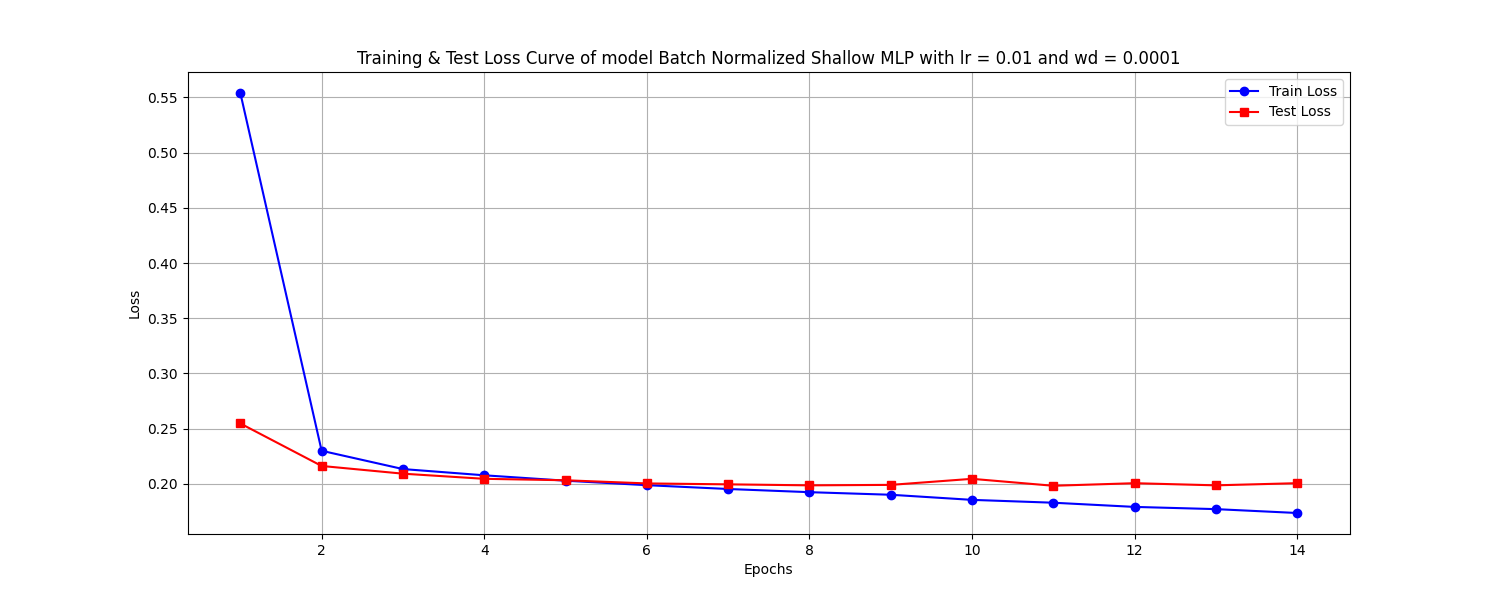 Training & Test Loss Curve of model Batch Normalized Shallow MLP with lr = 0.01 and wd = 0.0001
Train Loss
Test Loss
0.55
0.50
0.45
0.40
0.35
0.30
0.25
0.20
Loss
2 4 6 8 10 12 14
Epochs